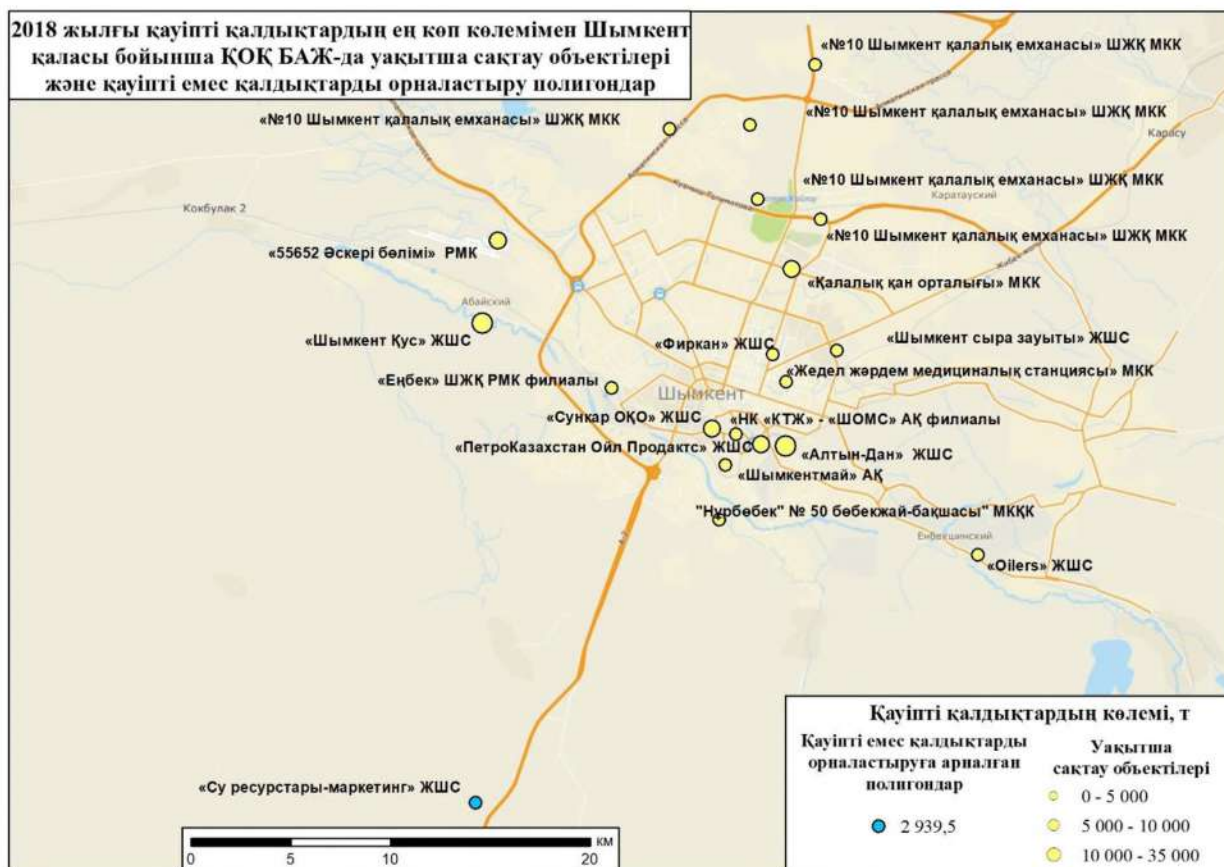 2018 жылғы қауіпті қалдықтардың ең көп көлемімен Шымкент
қаласы бойынша ҚОҚ БАЖ-да уақытша сақтау объектілері
және қауіпті емес қалдықтарды орналастыру полигондар
«№10 Шымкент қалалық емханасы» ШЖҚ МКК
«№10 Шымкент қалалық емханасы» ШЖҚ МКК
«№10 Шымкент қалалық емханасы» ШЖҚ МКК
Карасу
«№10 Шымкент қалалық емханасы» ШЖҚ МКК
Каратауский
Кокбулак 2
«№10 Шымкент қалалық емханасы» ШЖҚ МКК
«55652 Әскері бөлімі» РМК
«Қалалық қан орталығы» МКК
Абайский
«Шымкент Құс» ЖШС
«Фиркан» ЖШС
«Шымкент сыра зауыты» ЖШС
«Жедел жәрдем медициналық станциясы» МКК
«Еңбек» ШЖҚ РМК филиалы
Шымкент
«Сункар ОҚО» ЖШС
«НК «КТЖ» - «ШОМС» АҚ филиалы
«ПетроКазахстан Ойл Продактс» ЖШС
«Алтын-Дан» ЖШС
«Шымкентмай» АҚ
"Нұрбөбек" № 50 бөбекжай-бақшасы" МКҚК
Енбекшинский
«Oilers» ЖШС
А-2
«Су ресурстары-маркетинг» ЖШС
км
0 5 10 20
Қауіпті қалдықтардың көлемі, т
Қауіпті емес қалдықтарды
орналастыруға арналған
полигондар
2 939,5
Уақытша
сақтау объектілері
0 - 5 000
5 000 - 10 000
10 000 - 35 000